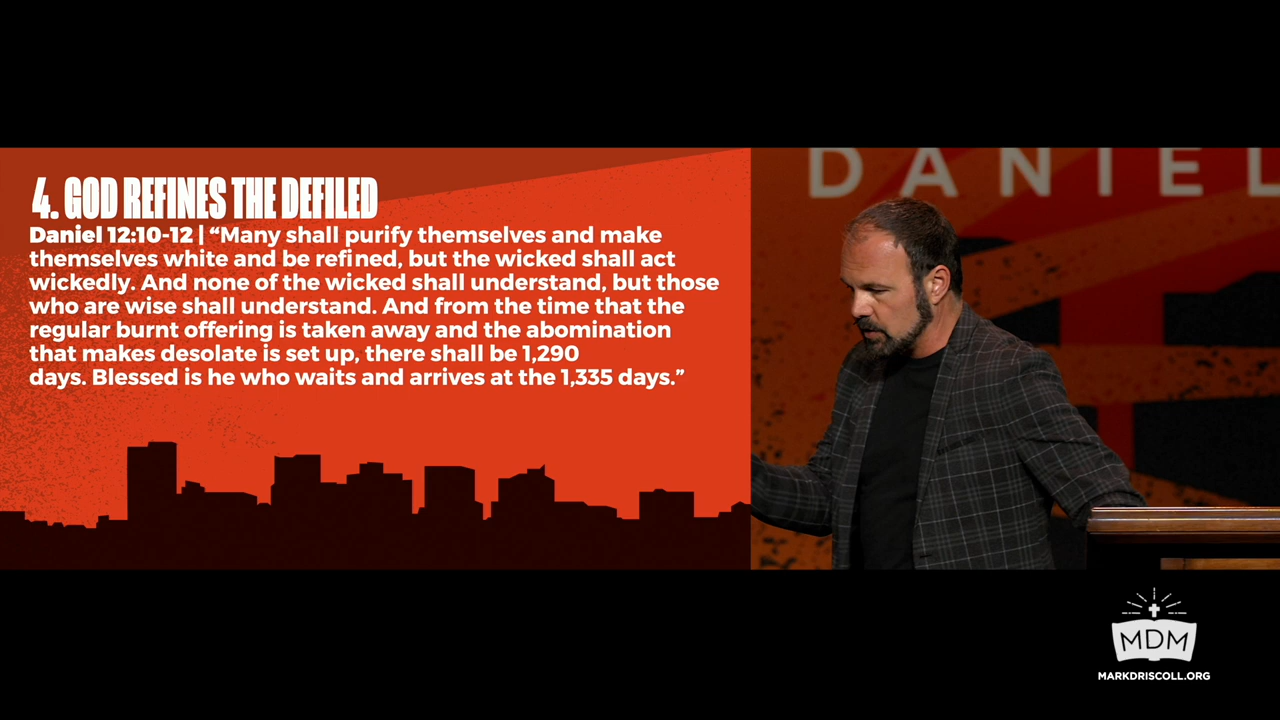 4. GOD REFINES THE DEFILED
Daniel 12:10-12 | “Many shall purify themselves and make
themselves white and be refined, but the wicked shall act
wickedly. And none of the wicked shall understand, but those
who are wise shall understand. And from the time that the
regular burnt offering is taken away and the abomination
that makes desolate is set up, there shall be 1,290
days. Blessed is he who waits and arrives at the 1,335 days.”
DANIEL
MDM
MARKDRISCOLL.ORG